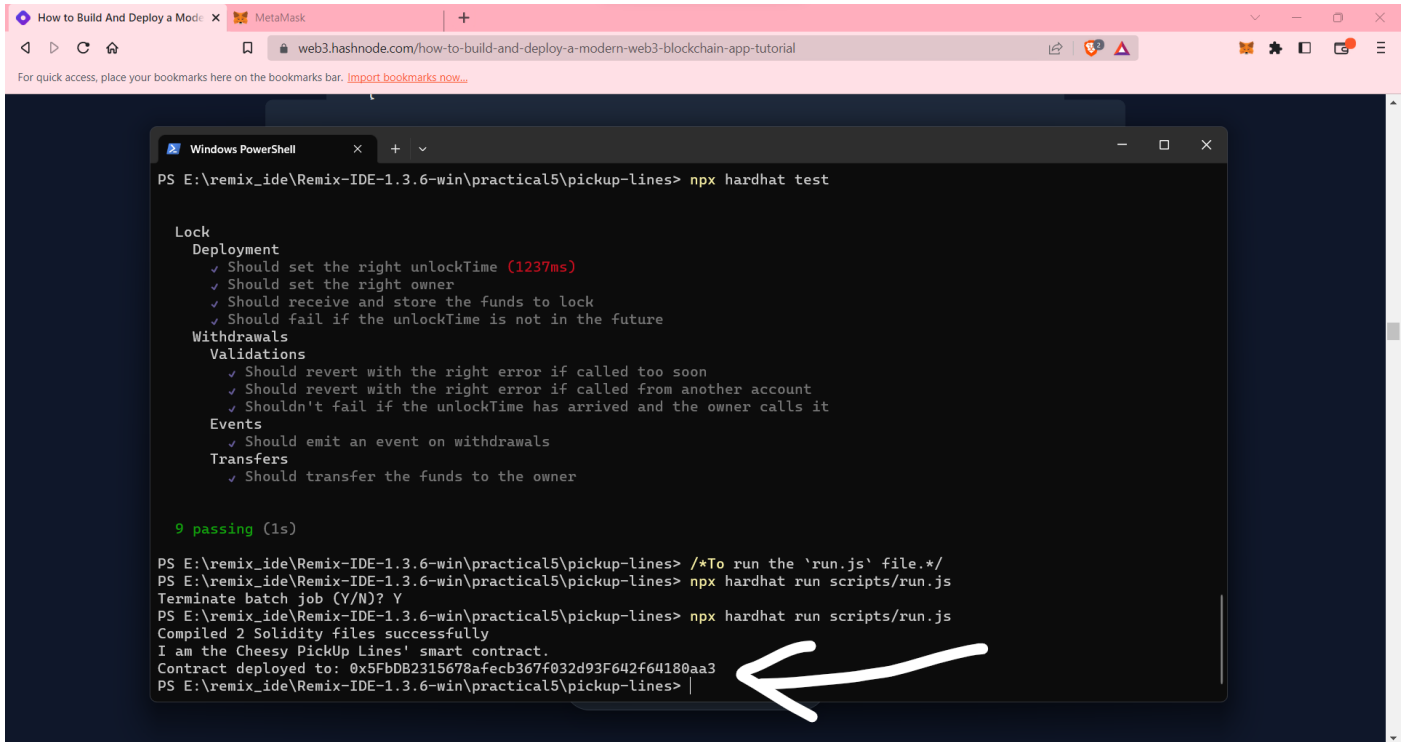 How to Build And Deploy a Mode
MetaMask
web3.hashnode.com/how-to-build-and-deploy-a-modern-web3-blockchain-app-tutorial
For quick access, place your bookmarks here on the bookmarks bar. Import bookmarks now...
Windows PowerShell
PS E:\remix_ide\Remix-IDE-1.3.6-win\practical5\pickup-lines> npx hardhat test
Lock
Deployment
✓ Should set the right unlockTime (1237ms)
✓ Should set the right owner
✓ Should receive and store the funds to lock
✓ Should fail if the unlockTime is not in the future
Withdrawals
Validations
✓ Should revert with the right error if called too soon
✓ Should revert with the right error if called from another account
✓ Shouldn't fail if the unlockTime has arrived and the owner calls it
Events
✓ Should emit an event on withdrawals
Transfers
✓ Should transfer the funds to the owner
9 passing (1s)
PS E:\remix_ide\Remix-IDE-1.3.6-win\practical5\pickup-lines> /*To run the `run.js` file.*/
PS E:\remix_ide\Remix-IDE-1.3.6-win\practical5\pickup-lines> npx hardhat run scripts/run.js
Terminate batch job (Y/N)? Y
PS E:\remix_ide\Remix-IDE-1.3.6-win\practical5\pickup-lines> npx hardhat run scripts/run.js
Compiled 2 Solidity files successfully
I am the Cheesy PickUp Lines' smart contract.
Contract deployed to: 0x5FbDB2315678afecb367f032d93F642f64180aa3
PS E:\remix_ide\Remix-IDE-1.3.6-win\practical5\pickup-lines>